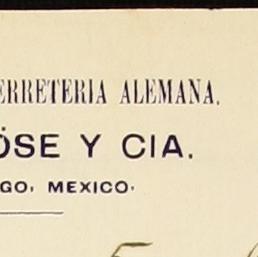 ERRETERIA ALEMANA.
ÖSE Y CIA.
GO, MEXICO.